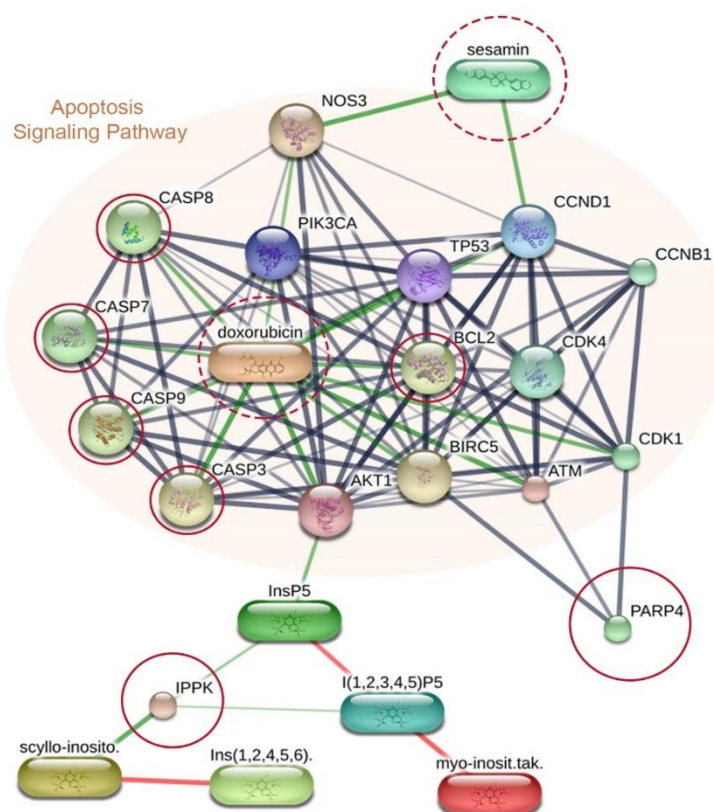 sesamin
Apoptosis
Signaling Pathway
NOS3
CASP8
PIK3CA
CCND1
TP53
CCNB1
CASP7
doxorubicin
BCL2
CDK4
CASP9
CASP3
BIRC5
CDK1
AKT1
ATM
InsP5
PARP4
IPPK
I(1,2,3,4,5)P5
scyllo-inosito.
Ins(1,2,4,5,6).
myo-inosit.tak.